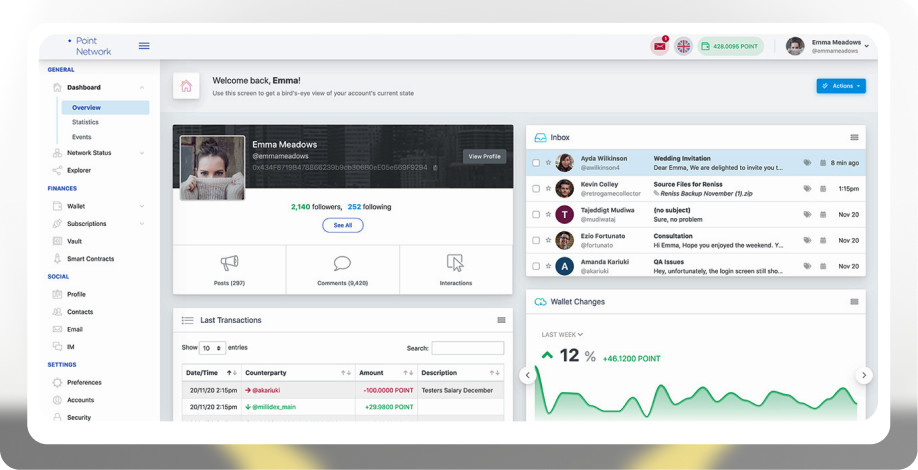 Point
Network
1
428.0095 POINT
Emma Meadows
@emmameadows
GENERAL
Dashboard
Overview
Statistics
Events
Network Status
Explorer
FINANCES
Wallet
Subscriptions
Vault
Smart Contracts
SOCIAL
Profile
Contacts
Email
IM
SETTINGS
Preferences
Accounts
Security
Welcome back, Emma!
Use this screen to get a bird's-eye view of your account's current state
Actions
Emma Meadows
@emmameadows
View Profile
2,140 followers, 252 following
See All
Posts (297)
Comments (9,420)
Interactions
Last Transactions
Show 10 entries
Search:
Date/Time Counterparty Amount Description
20/11/20 2:15pm @akariuki -100.0000 POINT Testers Salary December
20/11/20 2:15pm @millidex_main +29.9800 POINT
Inbox
Ayda Wilkinson Wedding Invitation
@awilkinson4 Dear Emma, We are delighted to invite you t... 8 min ago
Kevin Colley Source Files for Reniss
@retrogamecollector Reniss Backup November (1).zip 1:15pm
T Tajeddigt Mudiwa (no subject)
@mudiwataj Sure, no problem Nov 20
Ezio Fortunato Consultation
@fortunato Hi Emma, Hope you enjoyed the weekend. Y... Nov 20
A Amanda Kariuki QA Issues
@akariuki Hey, unfortunately, the login screen still sho... Nov 20
Wallet Changes
LAST WEEK
12 % +46.1200 POINT